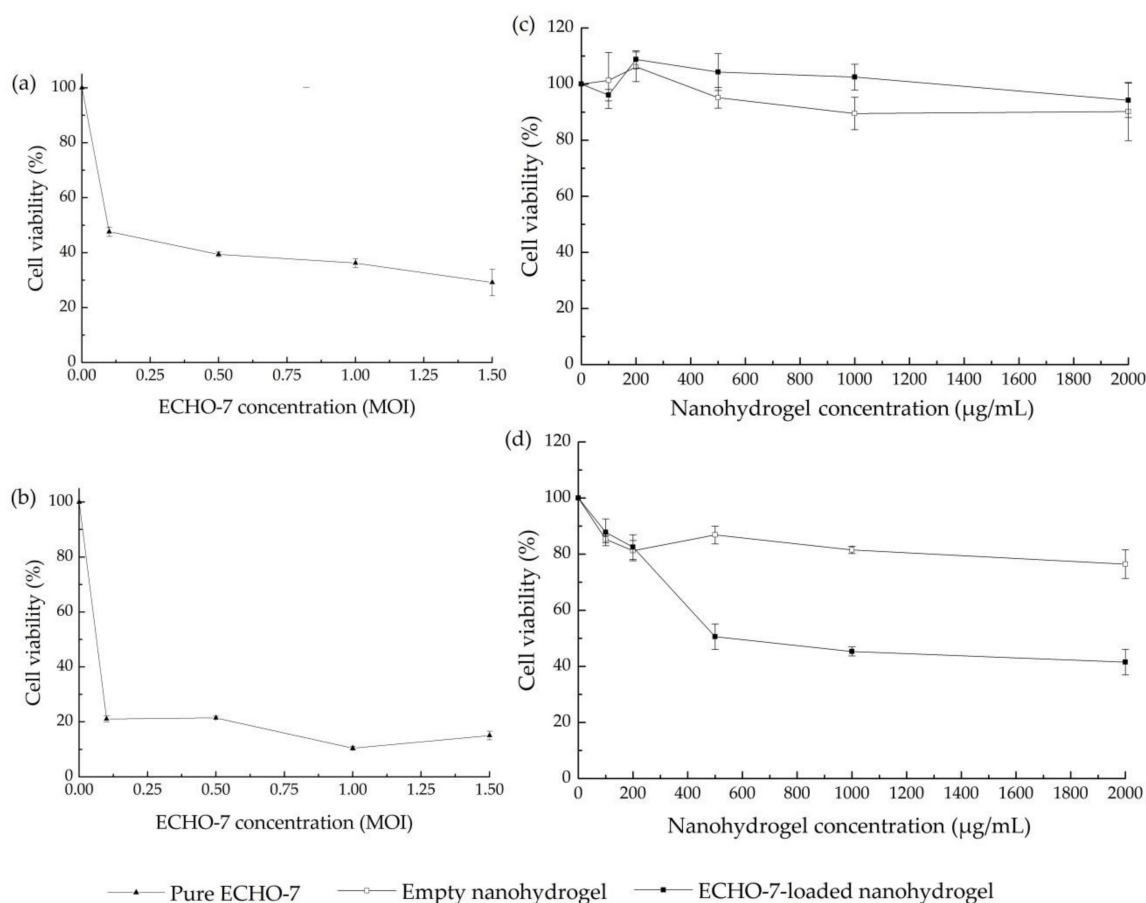 (a)
100
80
60
40
20
0
Cell viability (%)
0.00 0.25 0.50 0.75 1.00 1.25 1.50
ECHO-7 concentration (MOI)
(c)
120
100
80
60
40
20
0
Cell viability (%)
0 200 400 600 800 1000 1200 1400 1600 1800 2000
Nanohydrogel concentration (µg/mL)
(b)
100
80
60
40
20
0
Cell viability (%)
0.00 0.25 0.50 0.75 1.00 1.25 1.50
ECHO-7 concentration (MOI)
(d)
120
100
80
60
40
20
0
Cell viability (%)
0 200 400 600 800 1000 1200 1400 1600 1800 2000
Nanohydrogel concentration (µg/mL)
Pure ECHO-7 Empty nanohydrogel ECHO-7-loaded nanohydrogel